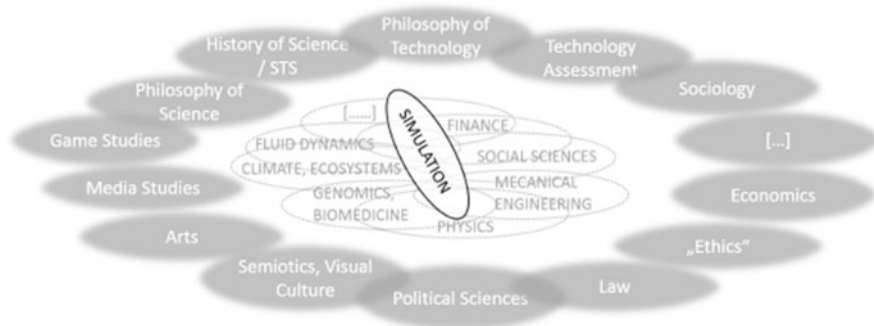 Philosophy of
Technology
History of Science
/ STS
Technology
Assessment
Philosophy of
Science
Sociology
Game Studies
[...]
Media Studies
Economics
Arts
„Ethics“
Semiotics, Visual
Culture
Political Sciences
Law
[......]
SIMULATION
FINANCE
FLUID DYNAMICS
SOCIAL SCIENCES
CLIMATE, ECOSYSTEMS
MECANICAL
ENGINEERING
GENOMICS,
BIOMEDICINE
PHYSICS